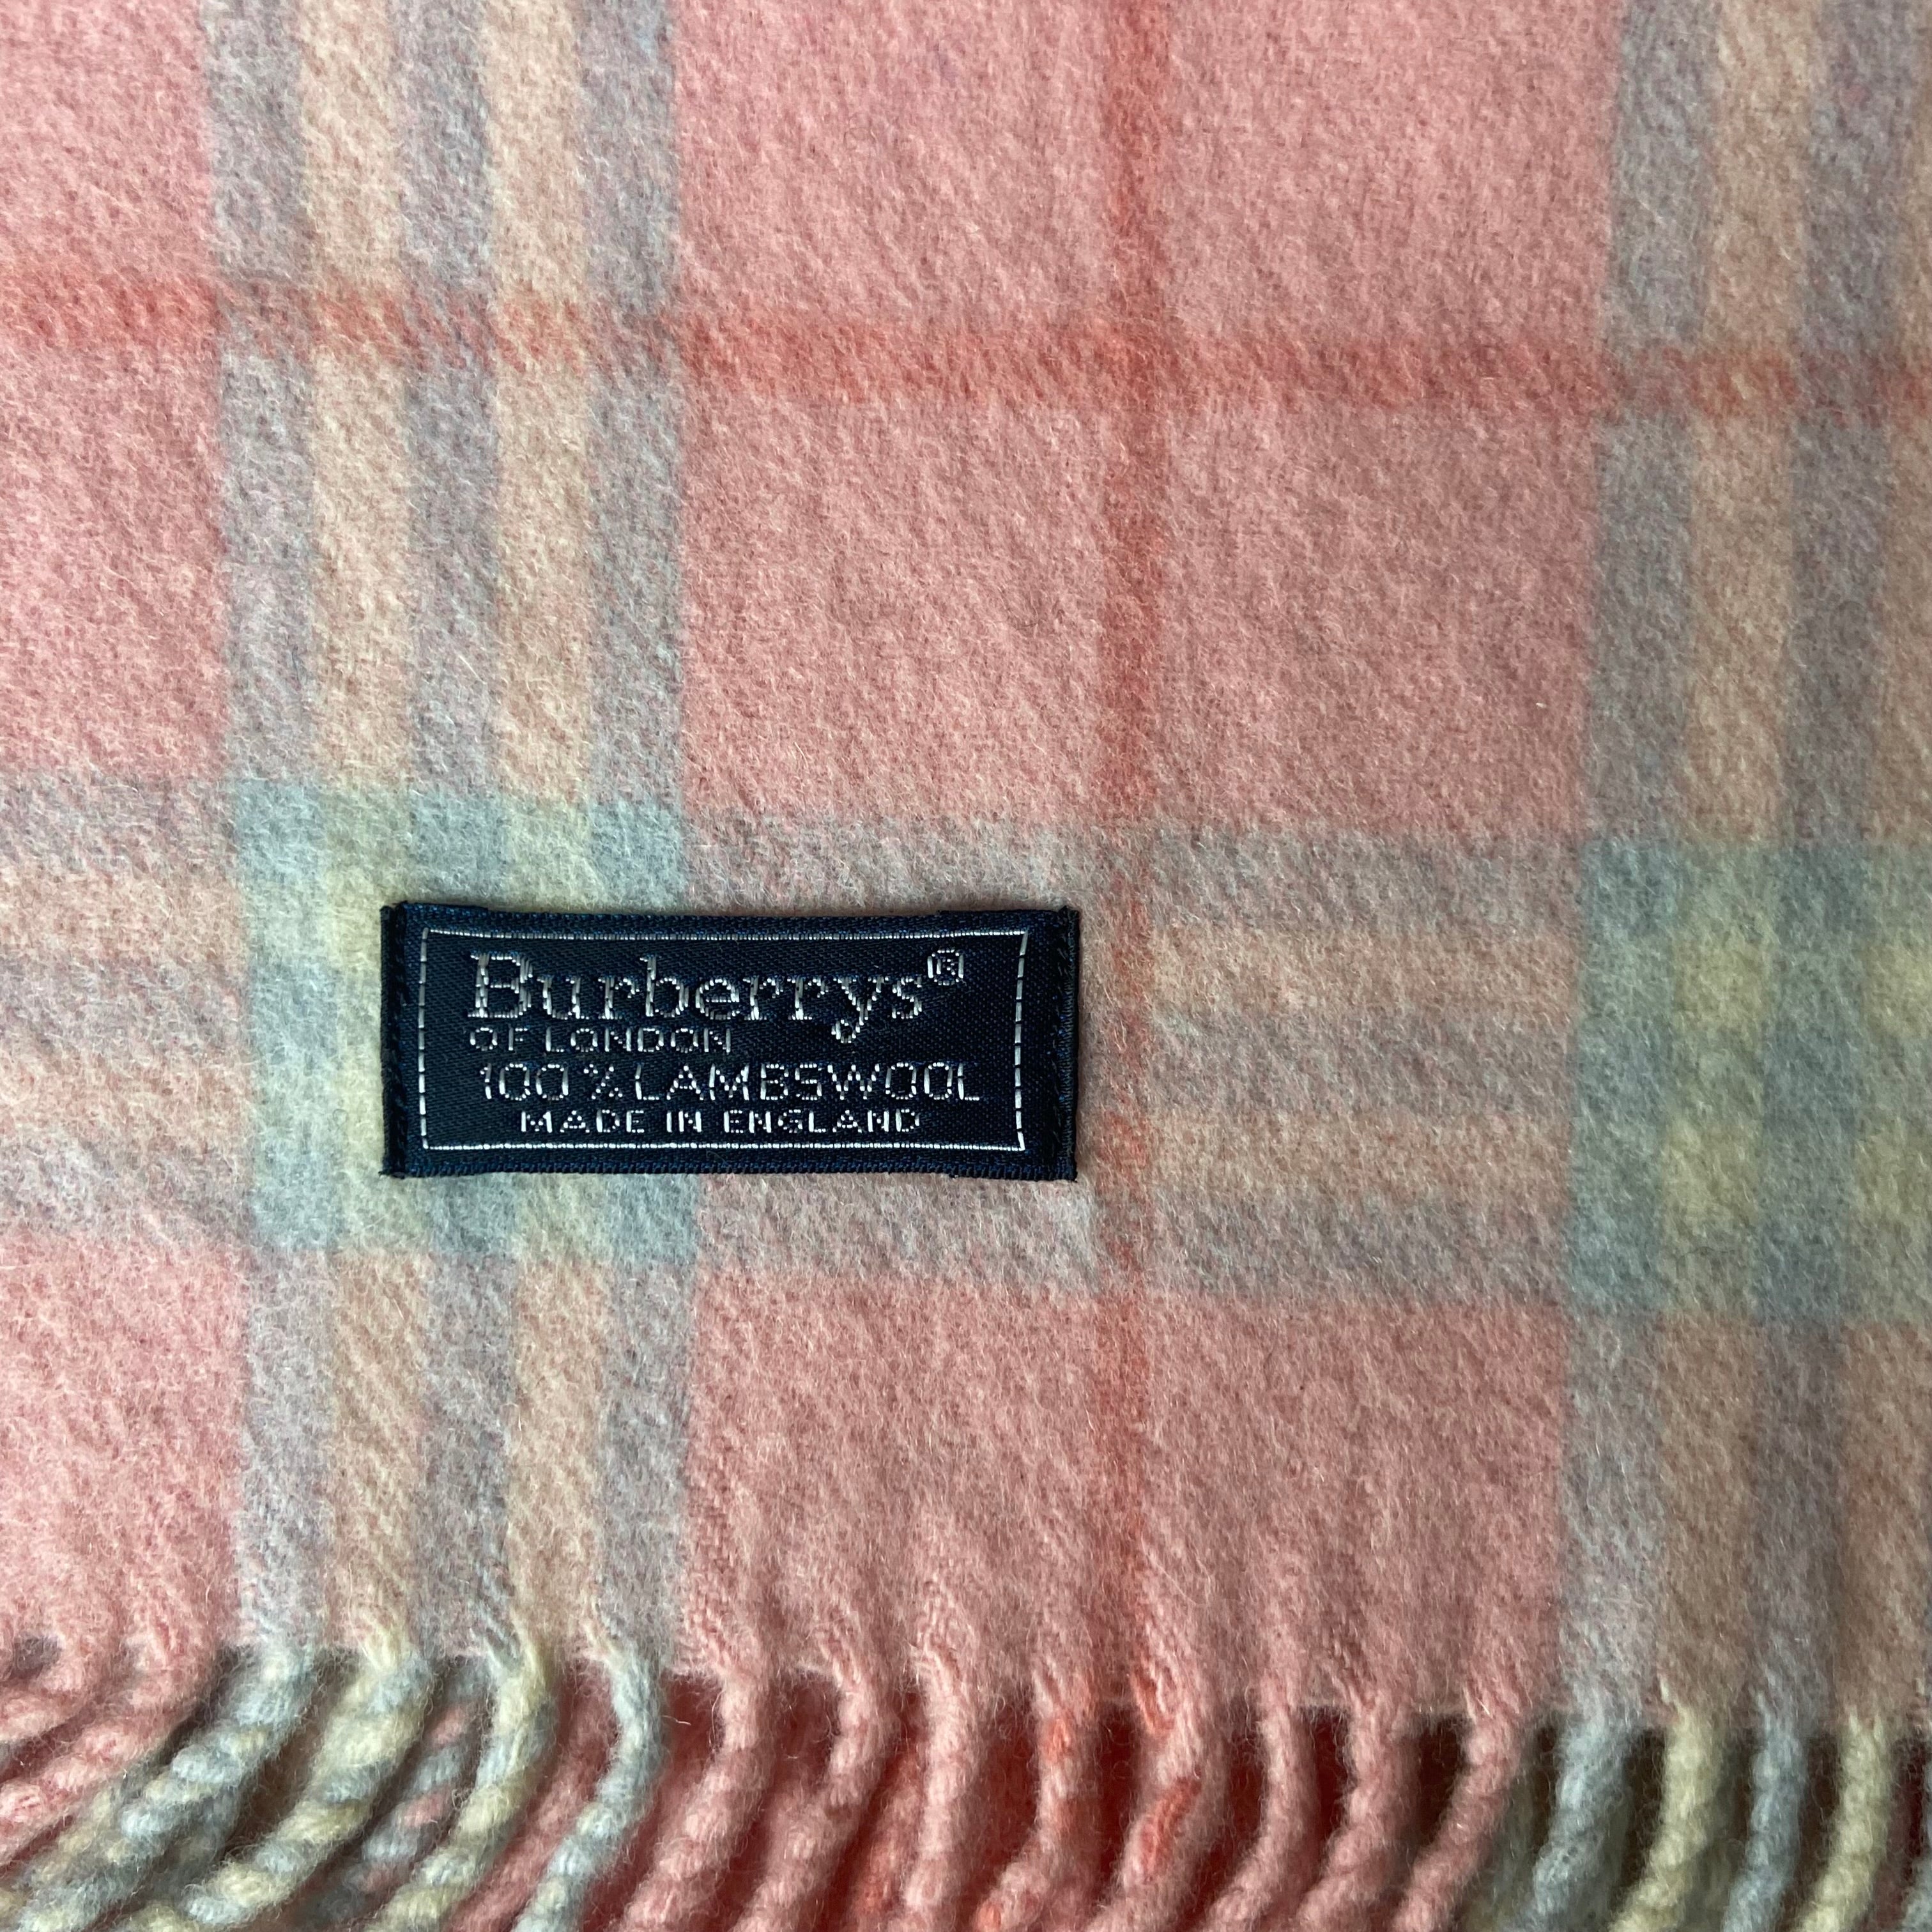 Burberrys®
OF LONDON
100% LAMBSWOOL
MADE IN ENGLAND